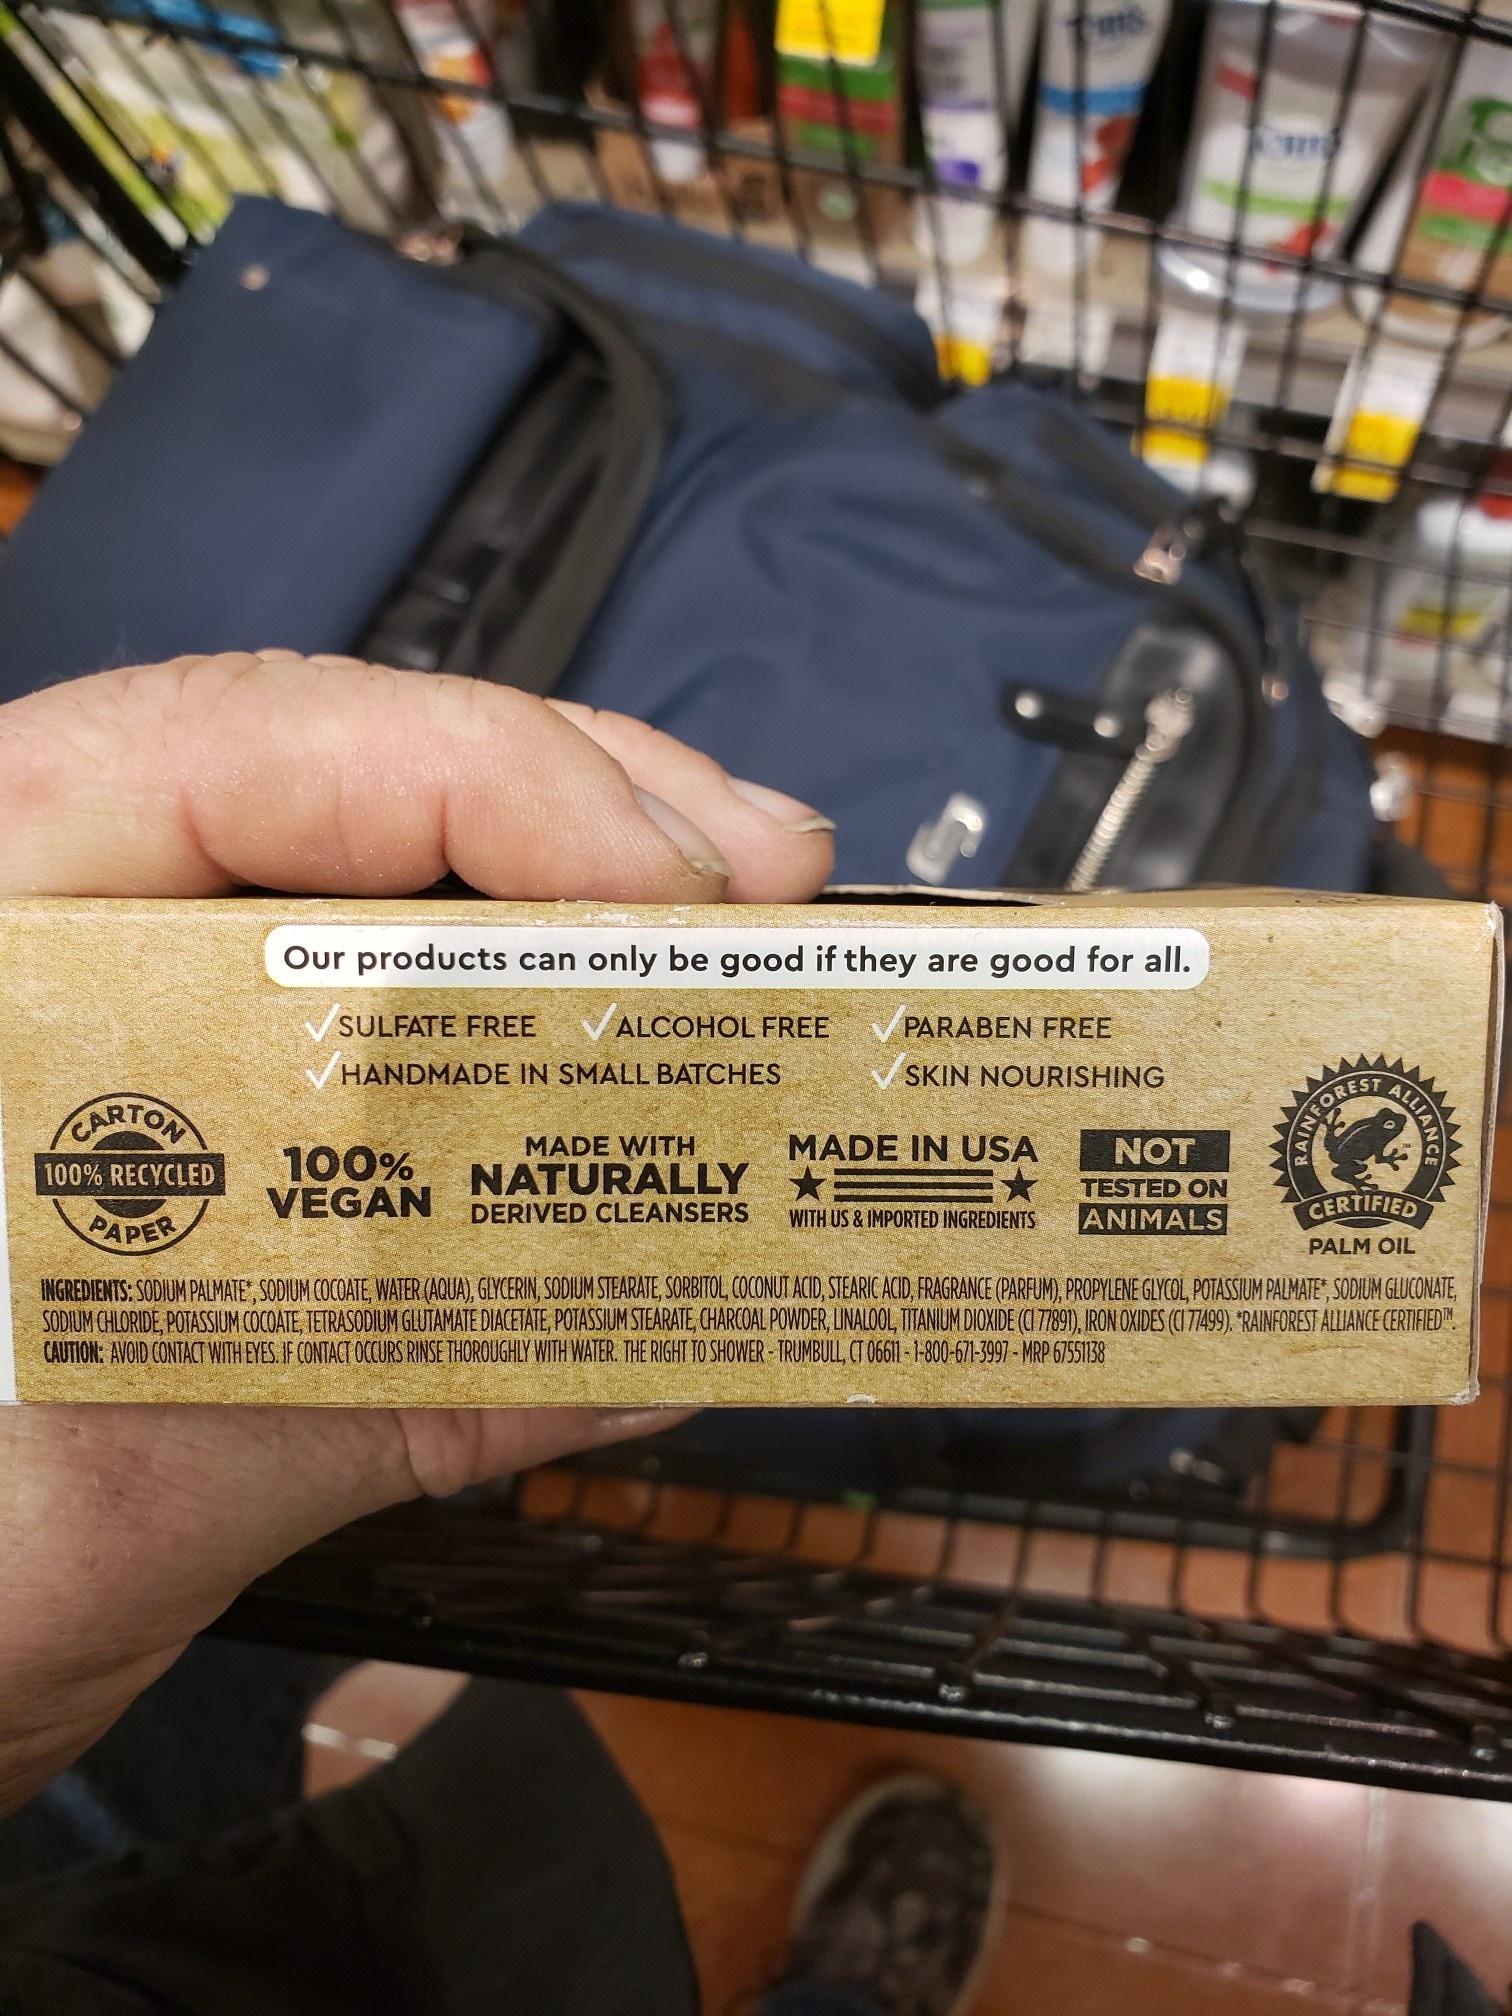 Tom's
Tom's
Our products can only be good if they are good for all.
SULFATE FREE ALCOHOL FREE PARABEN FREE
HANDMADE IN SMALL BATCHES SKIN NOURISHING
CARTON
100% RECYCLED
PAPER
100%
VEGAN
MADE WITH
NATURALLY
DERIVED CLEANSERS
MADE IN USA
WITH US & IMPORTED INGREDIENTS
NOT
TESTED ON
ANIMALS
RAINFOREST ALLIANCE
CERTIFIED
PALM OIL
INGREDIENTS: SODIUM PALMATE*, SODIUM COCOATE, WATER (AQUA), GLYCERIN, SODIUM STEARATE, SORBITOL, COCONUT ACID, STEARIC ACID, FRAGRANCE (PARFUM), PROPYLENE GLYCOL, POTASSIUM PALMATE*, SODIUM GLUCONATE,
SODIUM CHLORIDE, POTASSIUM COCOATE, TETRASODIUM GLUTAMATE DIACETATE, POTASSIUM STEARATE, CHARCOAL POWDER, LINALOOL, TITANIUM DIOXIDE (CI 77891), IRON OXIDES (CI 77499). *RAINFOREST ALLIANCE CERTIFIED™.
CAUTION: AVOID CONTACT WITH EYES. IF CONTACT OCCURS RINSE THOROUGHLY WITH WATER. THE RIGHT TO SHOWER - TRUMBULL, CT 06611 - 1-800-671-3997 - MRP 67551138